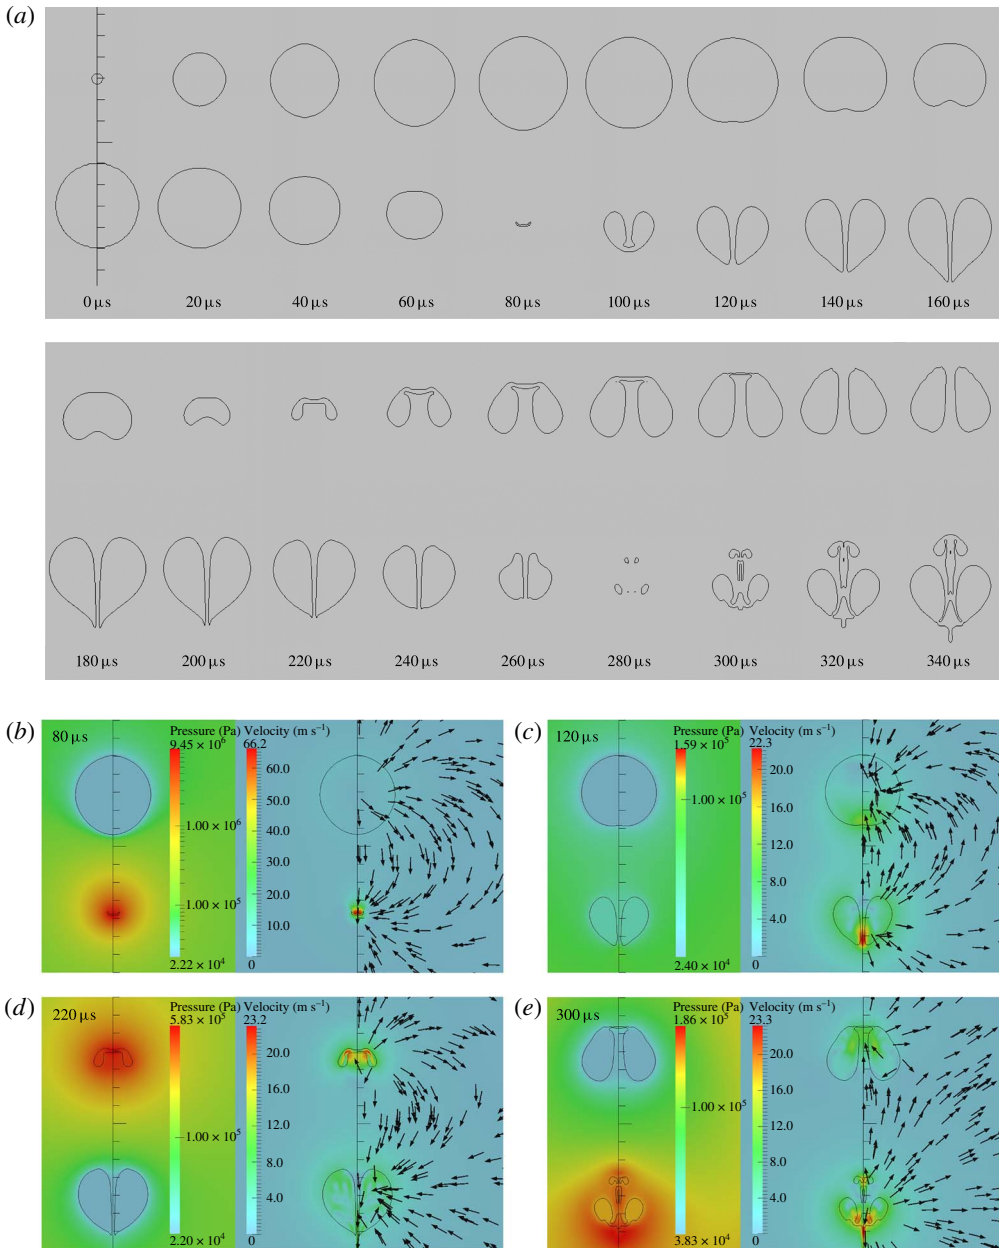 (a)
0 μs 20 μs 40 μs 60 μs 80 μs 100 μs 120 μs 140 μs 160 μs
180 μs 200 μs 220 μs 240 μs 260 μs 280 μs 300 μs 320 μs 340 μs
(b)
80 μs
Pressure (Pa) Velocity (m s⁻¹)
9.45 × 10⁶
1.00 × 10⁶
1.00 × 10⁵
2.22 × 10⁴
66.2
60.0
50.0
40.0
30.0
20.0
10.0
0
(c)
120 μs
Pressure (Pa) Velocity (m s⁻¹)
1.59 × 10⁵
1.00 × 10⁵
2.40 × 10⁴
22.3
20.0
16.0
12.0
8.0
4.0
0
(d)
220 μs
Pressure (Pa) Velocity (m s⁻¹)
5.83 × 10⁵
1.00 × 10⁵
2.20 × 10⁴
23.2
20.0
16.0
12.0
8.0
4.0
0
(e)
300 μs
Pressure (Pa) Velocity (m s⁻¹)
1.86 × 10⁵
1.00 × 10⁵
3.83 × 10⁴
23.3
20.0
16.0
12.0
8.0
4.0
0